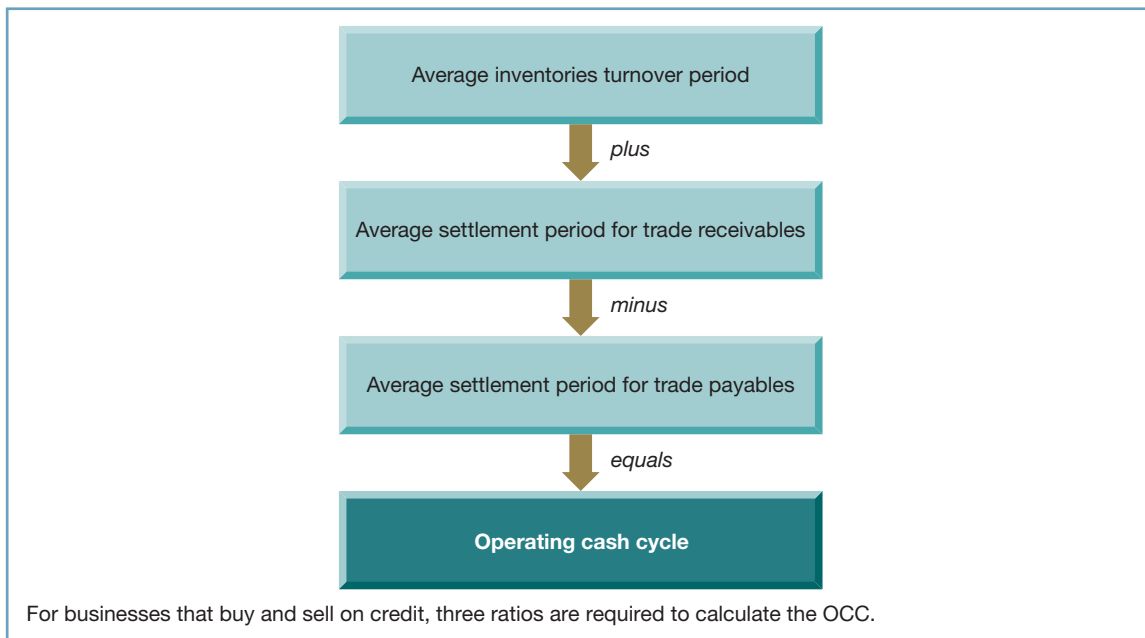 Average inventories turnover period
plus
Average settlement period for trade receivables
minus
Average settlement period for trade payables
equals
Operating cash cycle
For businesses that buy and sell on credit, three ratios are required to calculate the OCC.